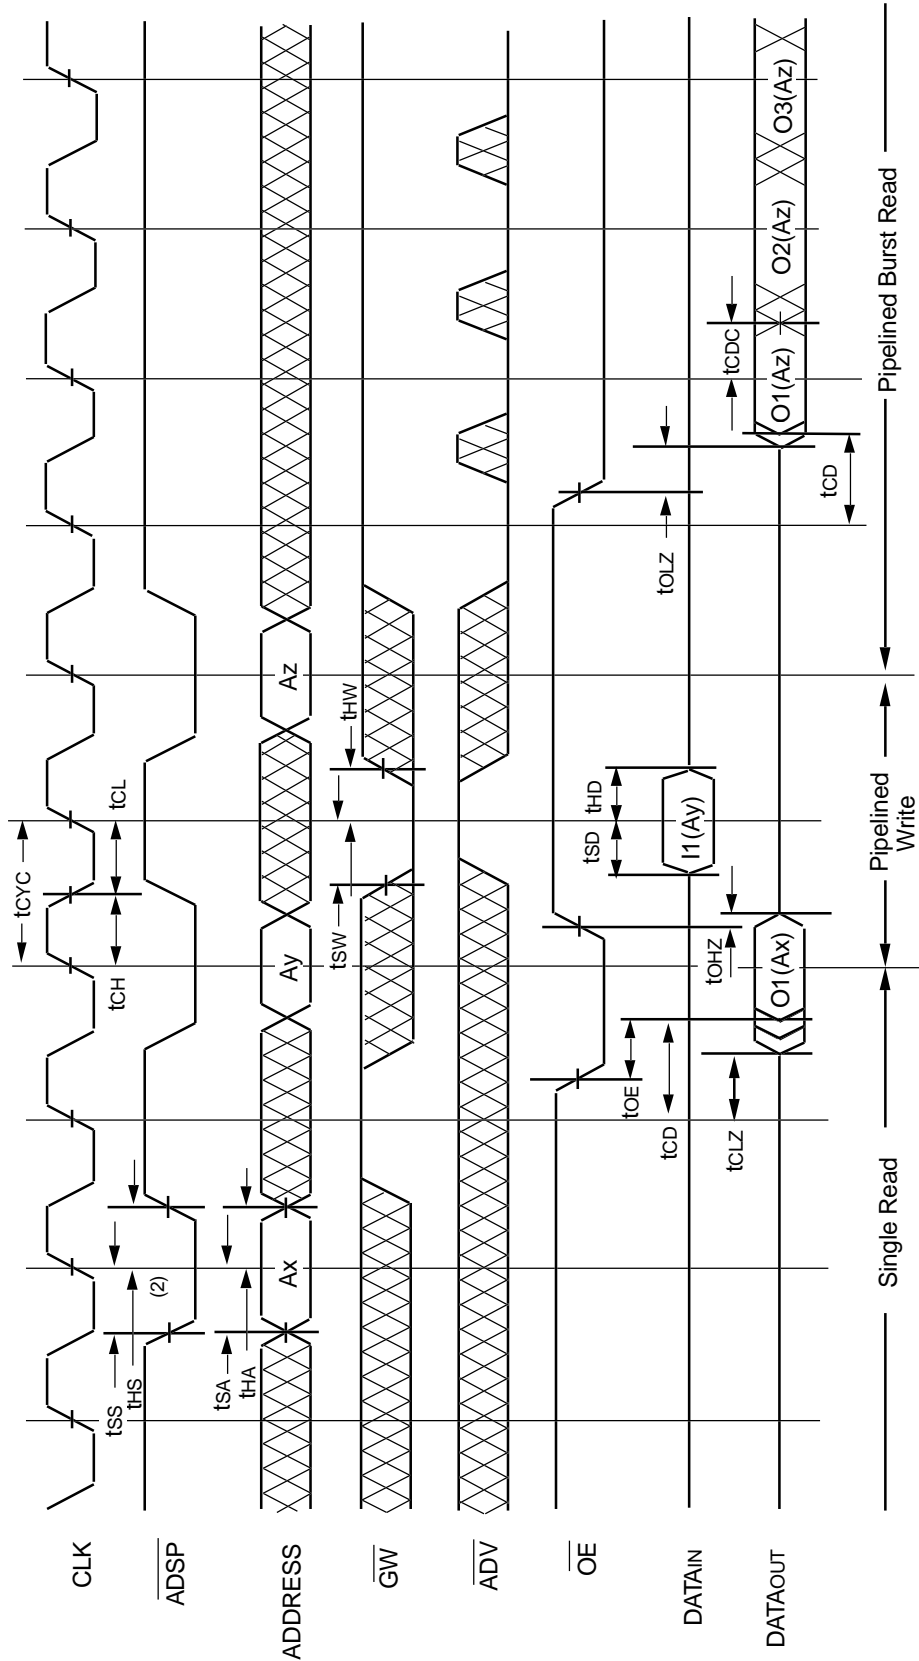 tCYC
tCH
tCL
CLK
tSS
tHS
(2)
ADSP
tSA
tHA
ADDRESS
Ax
Ay
Az
tSW
tHW
GW
ADV
OE
tOE
tOHZ
tSD
tHD
tOLZ
DATAIN
I1(Ay)
tCD
tCLZ
tCDC
DATAOUT
O1(Ax)
O1(Az)
O2(Az)
O3(Az)
tCD
Single Read
Pipelined
Write
Pipelined Burst Read